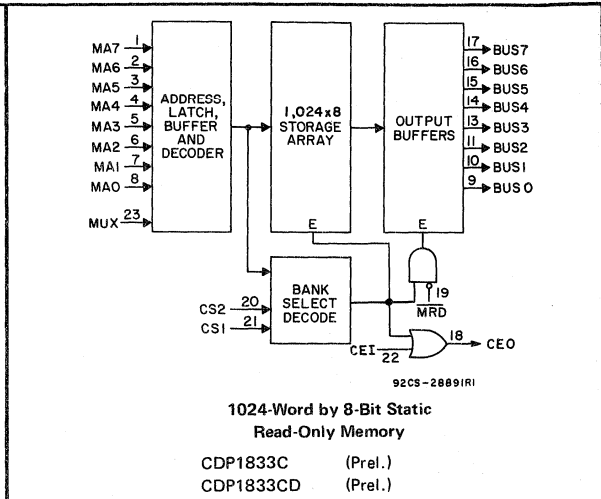 MA7 1
MA6 2
MA5 3
MA4 4
MA3 5
MA2 6
MA1 7
MA0 8
MUX 23
ADDRESS,
LATCH,
BUFFER
AND
DECODER
1,024x8
STORAGE
ARRAY
E
OUTPUT
BUFFERS
E
17 BUS7
16 BUS6
15 BUS5
14 BUS4
13 BUS3
11 BUS2
10 BUS1
9 BUS0
BANK
SELECT
DECODE
CS2 20
CS1 21
19
MRD
CEI 22
18 CEO
92CS-28891R1
1024-Word by 8-Bit Static
Read-Only Memory
CDP1833C (Prel.)
CDP1833CD (Prel.)